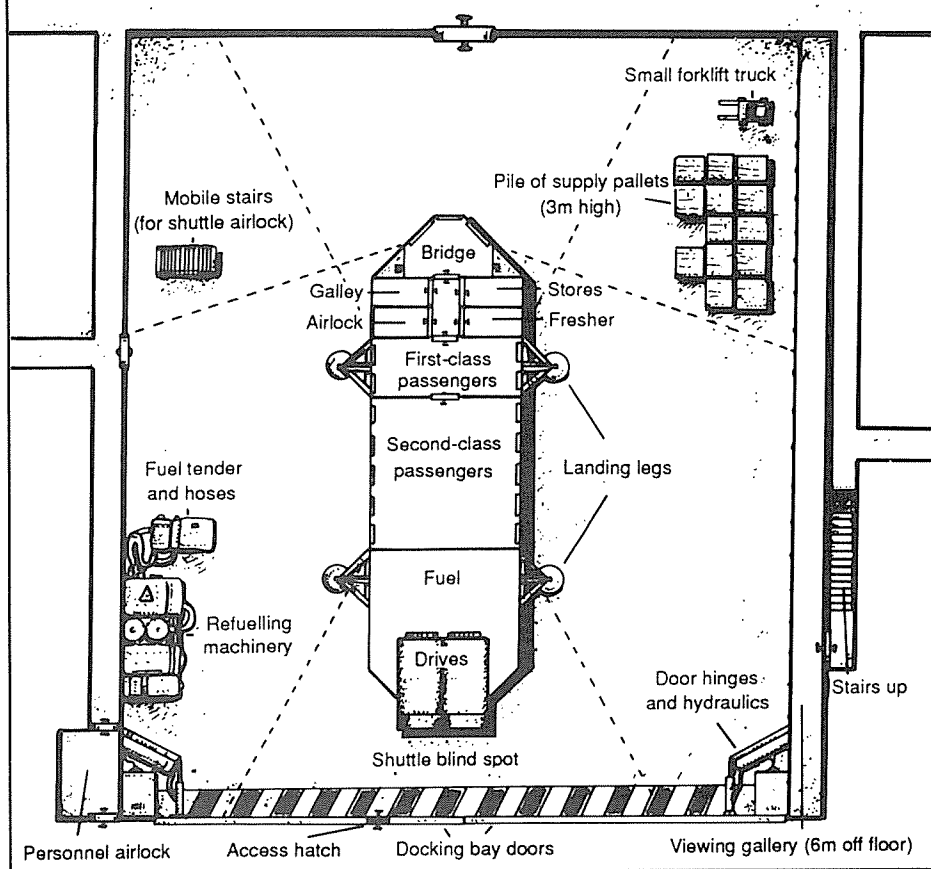 Small forklift truck
Mobile stairs
(for shuttle airlock)
Pile of supply pallets
(3m high)
Bridge
Galley
Stores
Airlock
Fresher
First-class
passengers
Second-class
passengers
Landing legs
Fuel tender
and hoses
Fuel
Refuelling
machinery
Drives
Door hinges
and hydraulics
Stairs up
Shuttle blind spot
Personnel airlock
Access hatch
Docking bay doors
Viewing gallery (6m off floor)